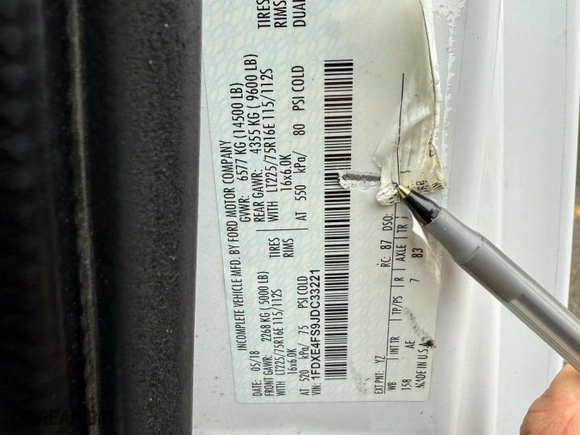 INCOMPLETE VEHICLE MFD. BY FORD MOTOR COMPANY
05/18 GVWR: 6577 KG (14500 LB)
FRONT GAWR: 2268 KG (5000 LB) REAR GAWR: 4355 KG (9600 LB)
WITH LT225/75R16E 115/112S TIRES WITH LT225/75R16E 115/112S TIRES
16x6.0K RIMS 16x6.0K RIMS
AT 520 kPa/ 75 PSI COLD AT 550 kPa/ 80 PSI COLD DUAL
VIN: 1FDXE4FS9JDC33221
EXT PNT: YZ RC: 87 DSO:
WB INT TR TP/PS R AXLE TR
158 AE 7 83
MADE IN U.S.A